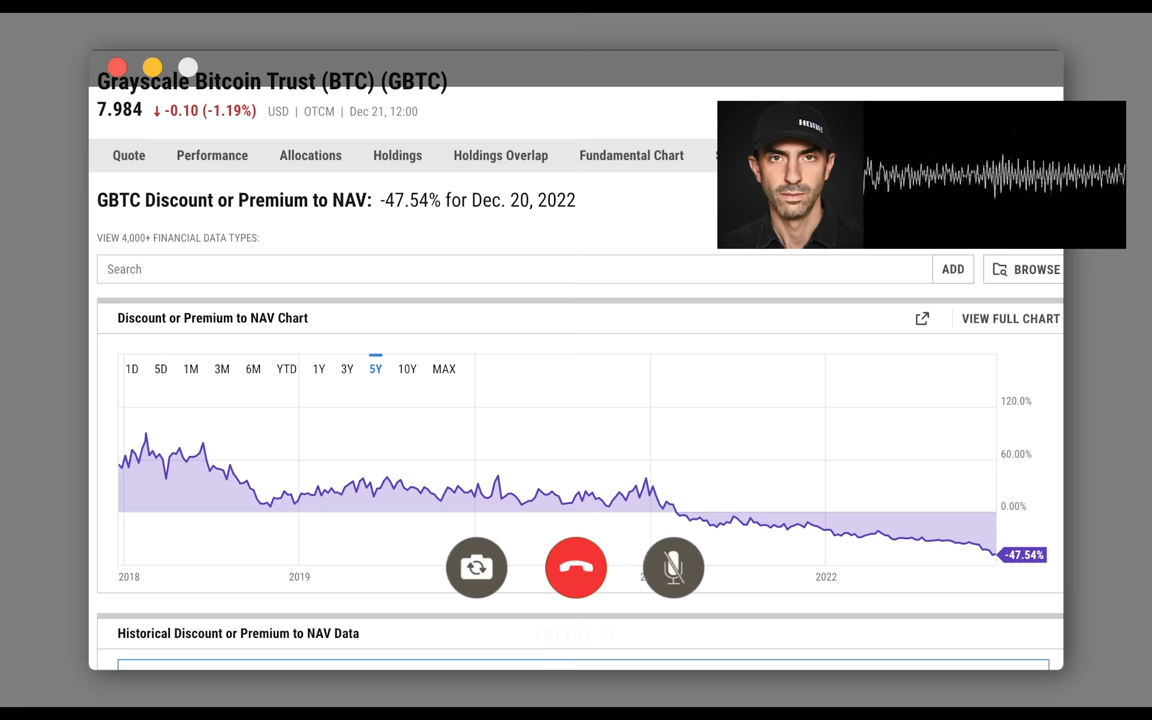 Grayscale Bitcoin Trust (BTC) (GBTC)
7.984 ↓ -0.10 (-1.19%) USD | OTCM | Dec 21, 12:00
Quote Performance Allocations Holdings Holdings Overlap Fundamental Chart
GBTC Discount or Premium to NAV: -47.54% for Dec. 20, 2022
VIEW 4,000+ FINANCIAL DATA TYPES:
Search ADD BROWSE
Discount or Premium to NAV Chart VIEW FULL CHART
1D 5D 1M 3M 6M YTD 1Y 3Y 5Y 10Y MAX
120.0%
60.00%
0.00%
-47.54%
2018 2019 2022
Historical Discount or Premium to NAV Data